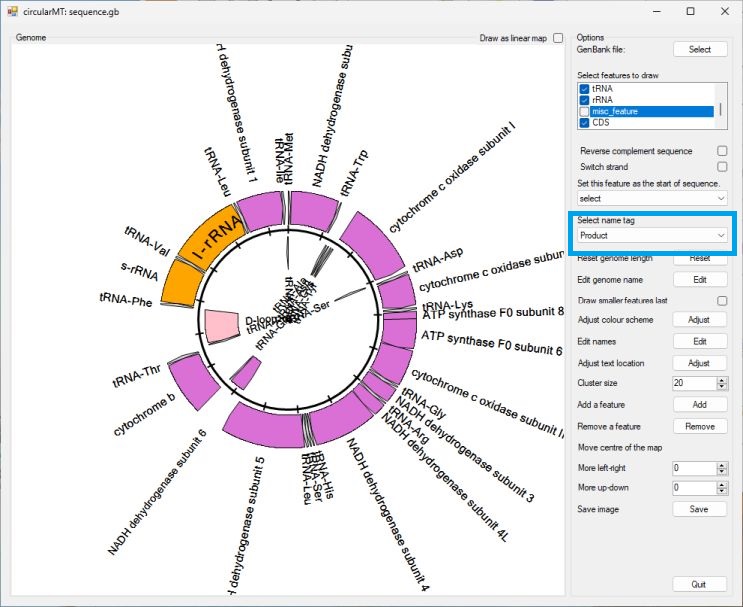 circularMT: sequence.gb
Genome
Draw as linear map
NADH dehydrogenase subunit 1
tRNA-Ile
tRNA-Met
NADH dehydrogenase subu
tRNA-Trp
cytochrome c oxidase subunit I
tRNA-Asp
cytochrome c oxidase subun
tRNA-Lys
ATP synthase F0 subunit 8
ATP synthase F0 subunit 6
cytochrome c oxidase subunit II
tRNA-Gly
NADH dehydrogenase subunit 3
tRNA-Arg
NADH dehydrogenase subunit 4L
NADH dehydrogenase subunit 4
tRNA-His
tRNA-Ser
tRNA-Leu
H dehydrogenase subunit 5
NADH dehydrogenase subunit 6
cytochrome b
tRNA-Thr
tRNA-Phe
s-rRNA
tRNA-Val
l-rRNA
tRNA-Leu
D-loop
Options
GenBank file:
Select
Select features to draw
tRNA
rRNA
misc_feature
CDS
Reverse complement sequence
Switch strand
Set this feature as the start of sequence.
select
Select name tag
Product
Reset genome length
Reset
Edit genome name
Edit
Draw smaller features last
Adjust colour scheme
Adjust
Edit names
Edit
Adjust text location
Adjust
Cluster size
20
Add a feature
Add
Remove a feature
Remove
Move centre of the map
More left-right
0
More up-down
0
Save image
Save
Quit